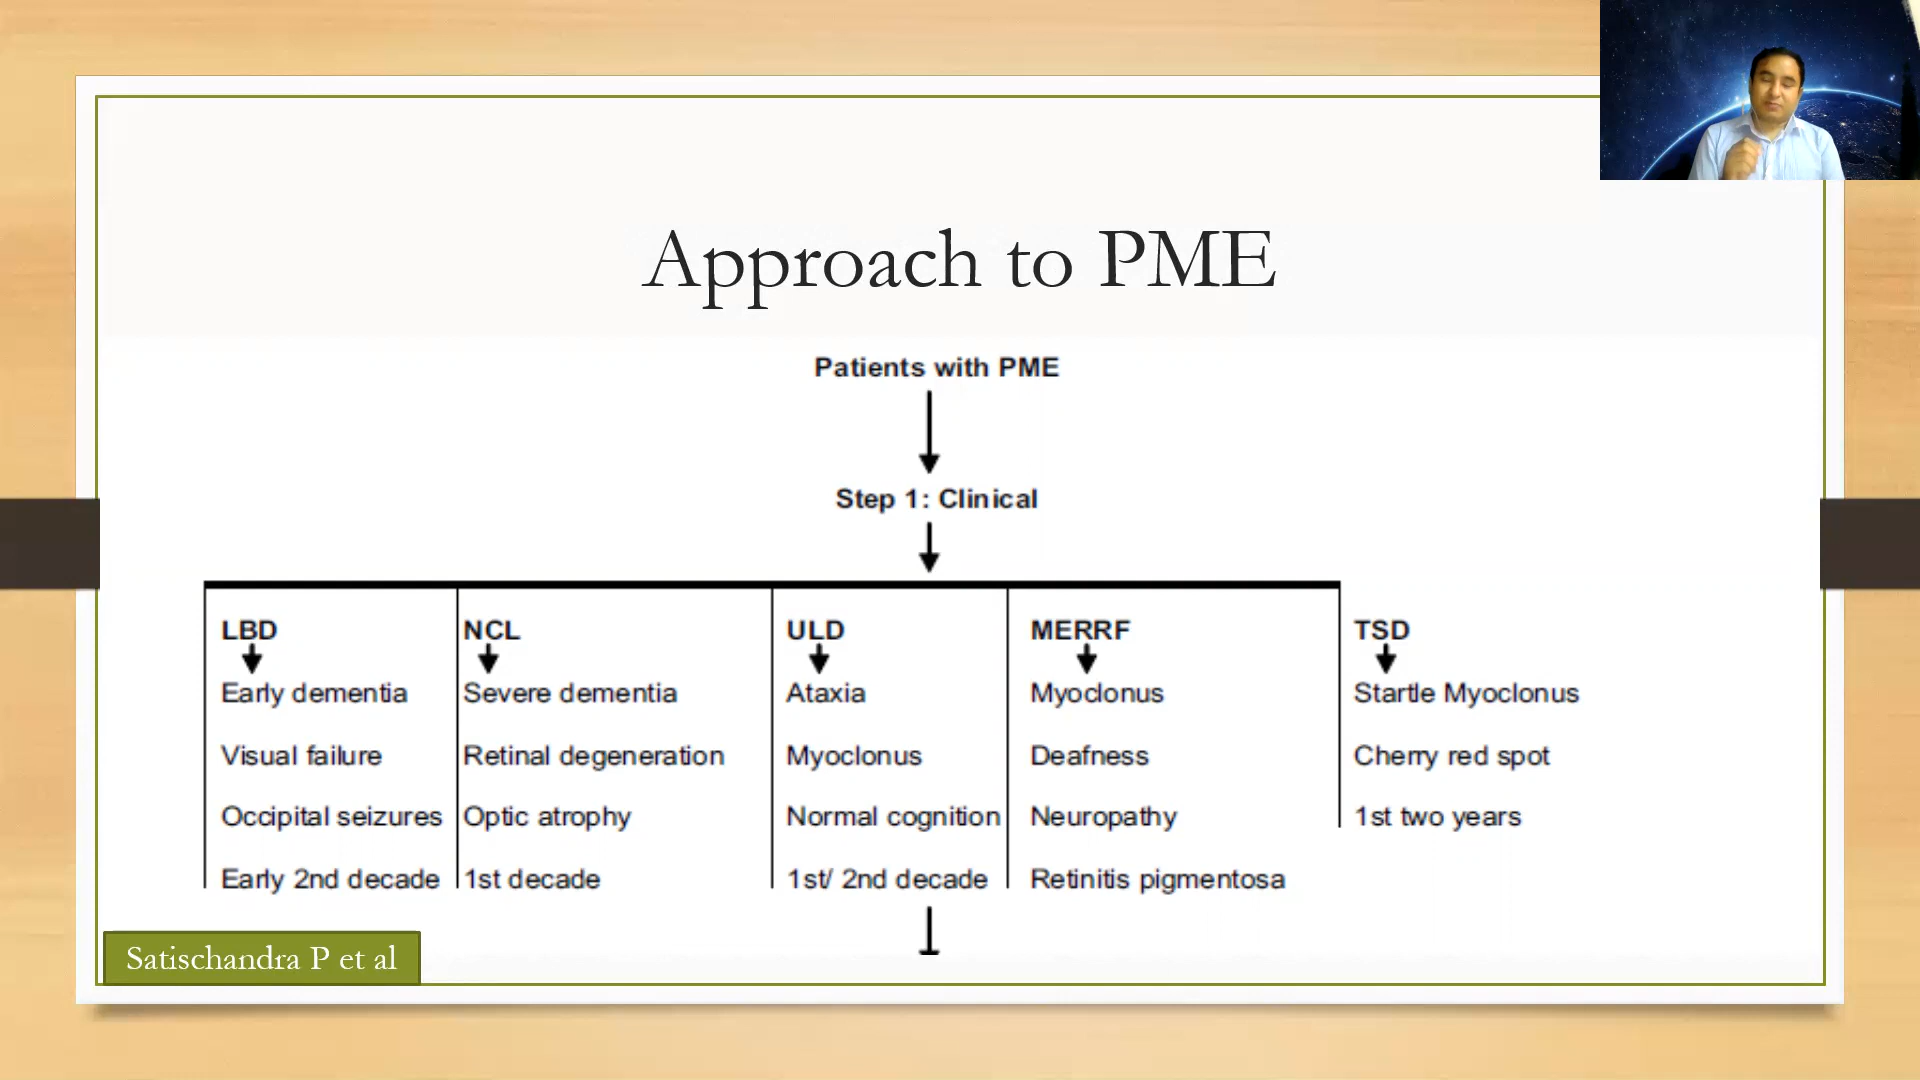 Approach to PME
Patients with PME
Step 1: Clinical
LBD
Early dementia
Visual failure
Occipital seizures
Early 2nd decade
NCL
Severe dementia
Retinal degeneration
Optic atrophy
1st decade
ULD
Ataxia
Myoclonus
Normal cognition
1st/ 2nd decade
MERRF
Myoclonus
Deafness
Neuropathy
Retinitis pigmentosa
TSD
Startle Myoclonus
Cherry red spot
1st two years
Satischandra P et al